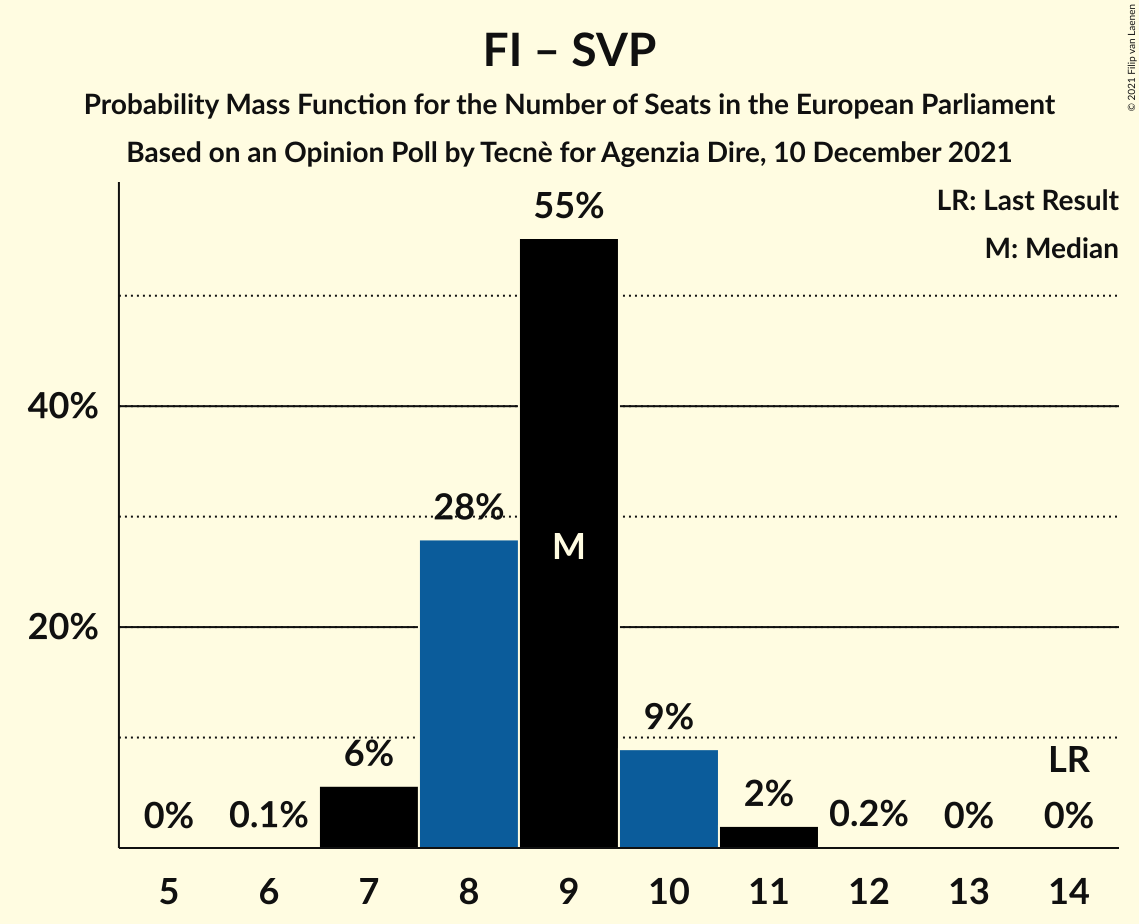 FI – SVP
Probability Mass Function for the Number of Seats in the European Parliament
Based on an Opinion Poll by Tecnè for Agenzia Dire, 10 December 2021
© 2021 Filip van Laenen
LR: Last Result
M: Median
55%
40%
28%
M
20%
9%
6%
LR
2%
0% 0.1% 0.2% 0% 0%
5 6 7 8 9 10 11 12 13 14